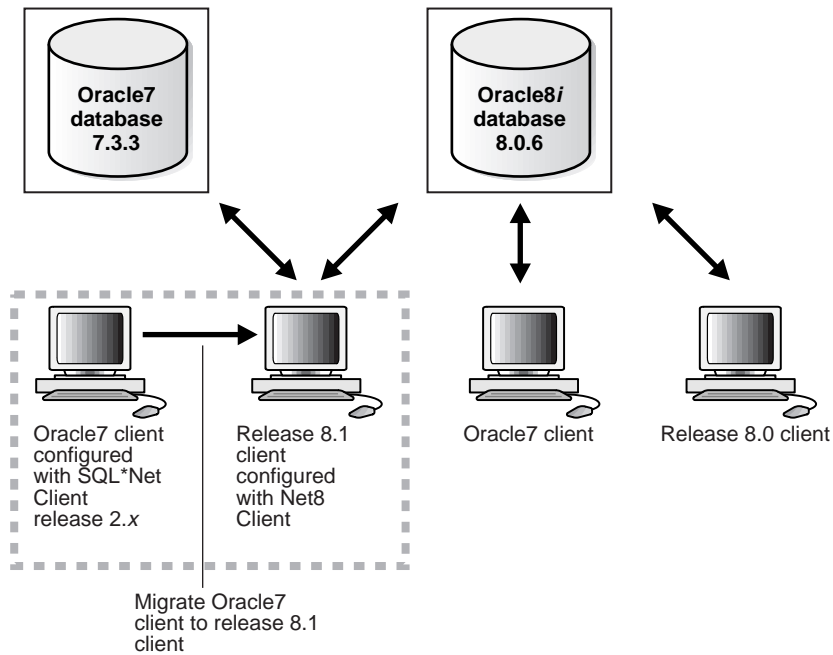 Oracle7
database
7.3.3
Oracle8i
database
8.0.6
Oracle7 client
configured
with SQL*Net
Client
release 2.x
Release 8.1
client
configured
with Net8
Client
Oracle7 client
Release 8.0 client
Migrate Oracle7
client to release 8.1
client